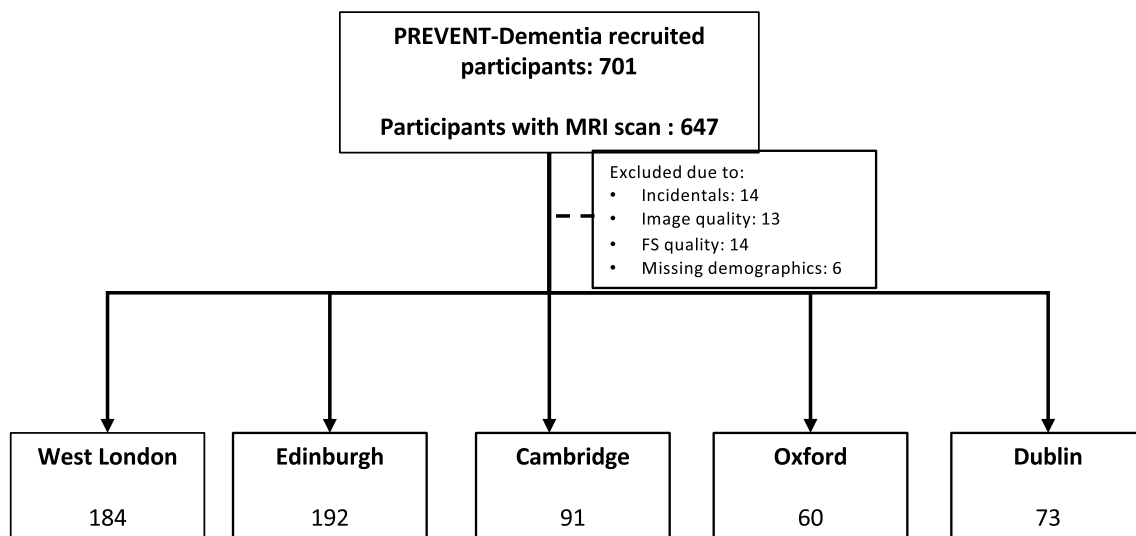 PREVENT-Dementia recruited
participants: 701
Participants with MRI scan : 647
Excluded due to:
• Incidentals: 14
• Image quality: 13
• FS quality: 14
• Missing demographics: 6
West London
184
Edinburgh
192
Cambridge
91
Oxford
60
Dublin
73